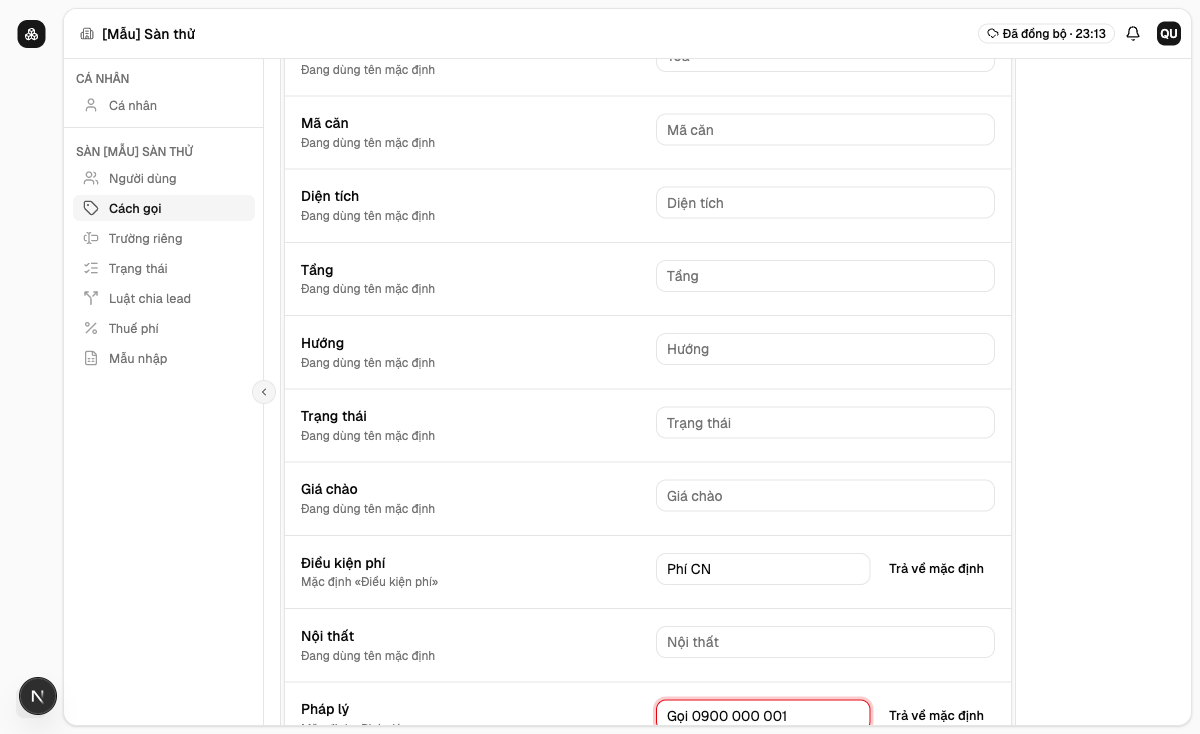 [Mẫu] Sàn thử
Đã đồng bộ · 23:13
QU
CÁ NHÂN
Cá nhân
SÀN [MẪU] SÀN THỬ
Người dùng
Cách gọi
Trường riêng
Trạng thái
Luật chia lead
Thuế phí
Mẫu nhập
N
Đang dùng tên mặc định
Mã căn
Đang dùng tên mặc định
Mã căn
Diện tích
Đang dùng tên mặc định
Diện tích
Tầng
Đang dùng tên mặc định
Tầng
Hướng
Đang dùng tên mặc định
Hướng
Trạng thái
Đang dùng tên mặc định
Trạng thái
Giá chào
Đang dùng tên mặc định
Giá chào
Điều kiện phí
Mặc định «Điều kiện phí»
Phí CN
Trả về mặc định
Nội thất
Đang dùng tên mặc định
Nội thất
Pháp lý
Gọi 0900 000 001
Trả về mặc định